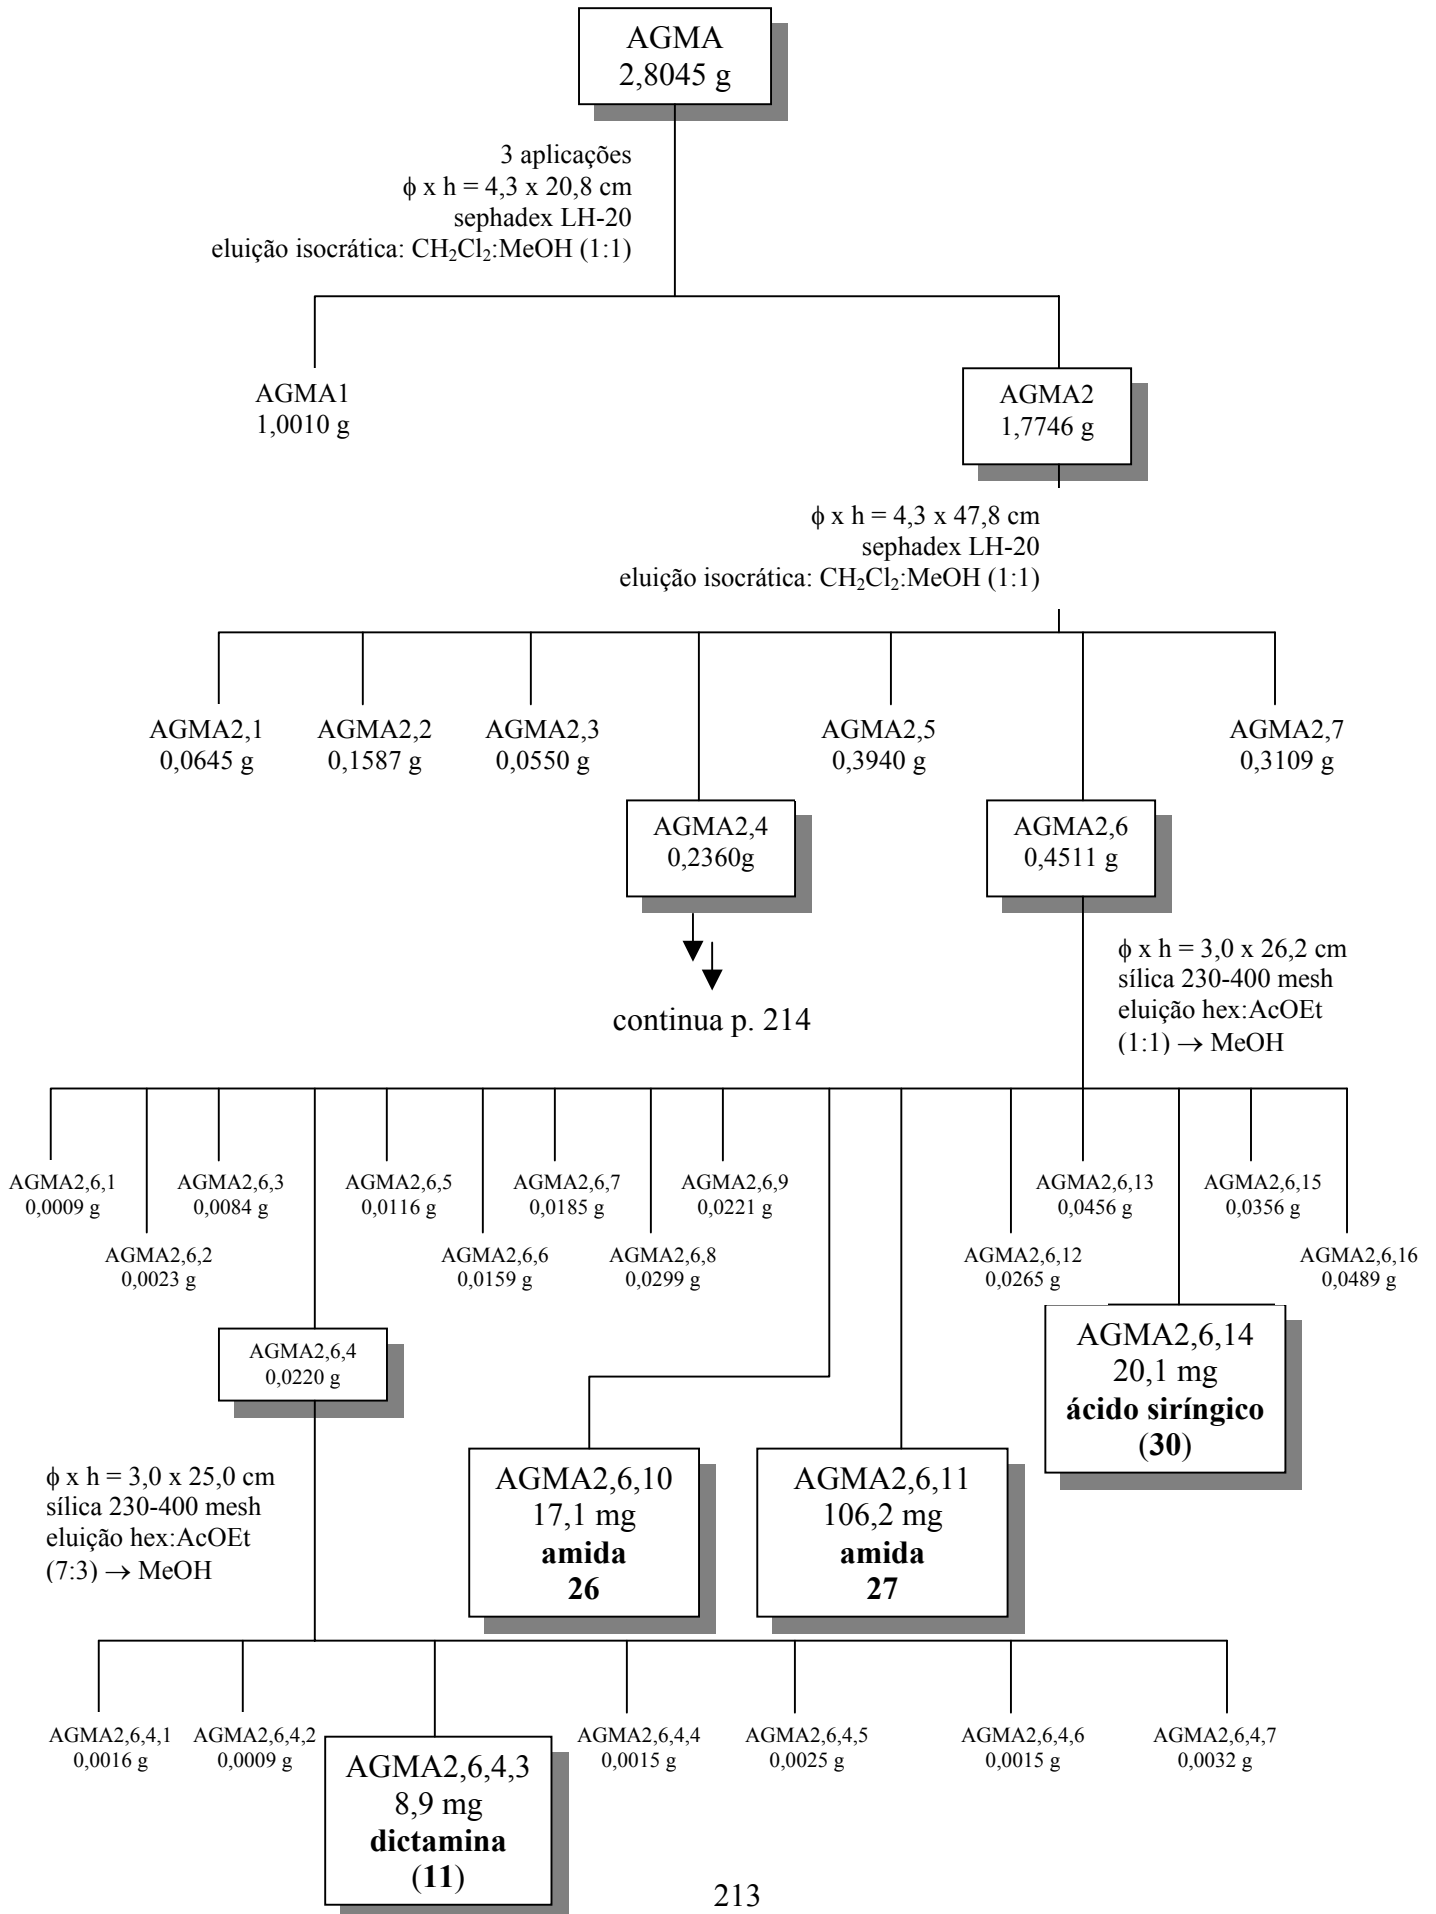 AGMA
2,8045 g
3 aplicações
ϕ x h = 4,3 x 20,8 cm
sephadex LH-20
eluição isocrática: CH₂Cl₂:MeOH (1:1)
AGMA1
1,0010 g
AGMA2
1,7746 g
ϕ x h = 4,3 x 47,8 cm
sephadex LH-20
eluição isocrática: CH₂Cl₂:MeOH (1:1)
AGMA2,1
0,0645 g
AGMA2,2
0,1587 g
AGMA2,3
0,0550 g
AGMA2,5
0,3940 g
AGMA2,7
0,3109 g
AGMA2,4
0,2360g
AGMA2,6
0,4511 g
continua p. 214
ϕ x h = 3,0 x 26,2 cm
sílica 230-400 mesh
eluição hex:AcOEt
(1:1) → MeOH
AGMA2,6,1
0,0009 g
AGMA2,6,3
0,0084 g
AGMA2,6,5
0,0116 g
AGMA2,6,7
0,0185 g
AGMA2,6,9
0,0221 g
AGMA2,6,13
0,0456 g
AGMA2,6,15
0,0356 g
AGMA2,6,2
0,0023 g
AGMA2,6,6
0,0159 g
AGMA2,6,8
0,0299 g
AGMA2,6,12
0,0265 g
AGMA2,6,16
0,0489 g
AGMA2,6,4
0,0220 g
AGMA2,6,14
20,1 mg
ácido siríngico
(30)
ϕ x h = 3,0 x 25,0 cm
sílica 230-400 mesh
eluição hex:AcOEt
(7:3) → MeOH
AGMA2,6,10
17,1 mg
amida
26
AGMA2,6,11
106,2 mg
amida
27
AGMA2,6,4,1
0,0016 g
AGMA2,6,4,2
0,0009 g
AGMA2,6,4,3
8,9 mg
dictamina
(11)
AGMA2,6,4,4
0,0015 g
AGMA2,6,4,5
0,0025 g
AGMA2,6,4,6
0,0015 g
AGMA2,6,4,7
0,0032 g
213